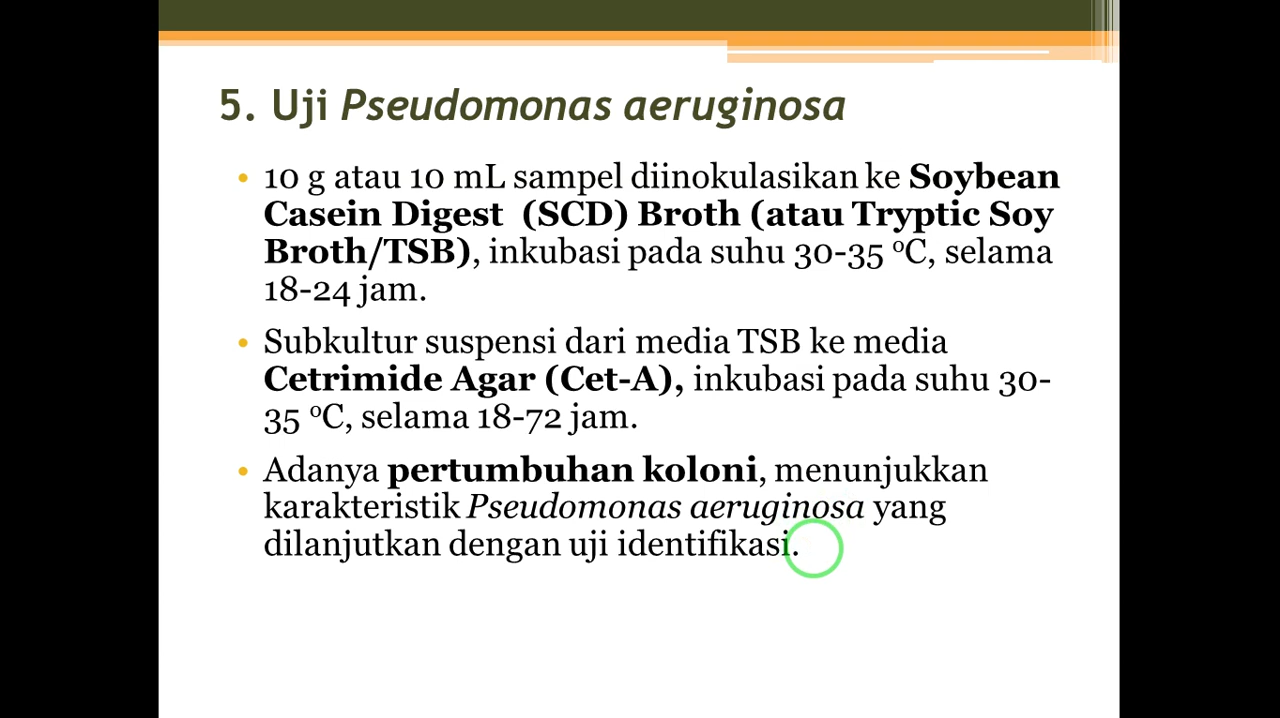 5. Uji Pseudomonas aeruginosa
• 10 g atau 10 mL sampel diinokulasikan ke Soybean
Casein Digest (SCD) Broth (atau Tryptic Soy
Broth/TSB), inkubasi pada suhu 30-35 °C, selama
18-24 jam.
• Subkultur suspensi dari media TSB ke media
Cetrimide Agar (Cet-A), inkubasi pada suhu 30-
35 °C, selama 18-72 jam.
• Adanya pertumbuhan koloni, menunjukkan
karakteristik Pseudomonas aeruginosa yang
dilanjutkan dengan uji identifikasi.